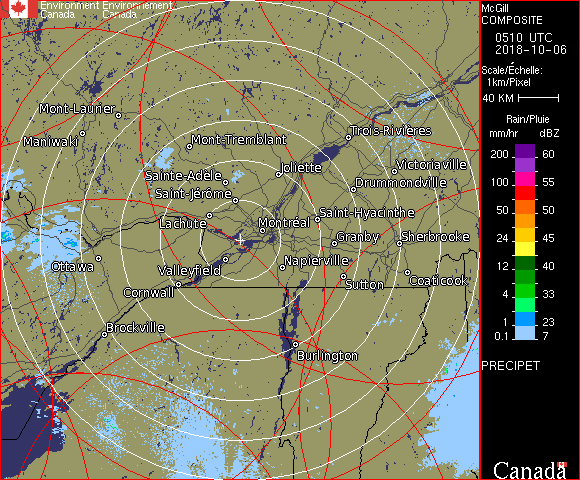 Environment Environnement
Canada Canada
McGill
COMPOSITE
0510 UTC
2018-10-06
Scale/Échelle:
1km/Pixel
40 KM
Rain/Pluie
mm/hr dBZ
200 60
100 55
50 50
24 45
12 40
4 33
1 23
0.1 7
PRECIPET
Canada
Mont-Laurier
Maniwaki
Mont-Tremblant
Trois-Rivières
Sainte-Adèle
Joliette
Victoriaville
Saint-Jérôme
Drummondville
Lachute
Montréal
Saint-Hyacinthe
Granby
Sherbrooke
Ottawa
Valleyfield
Napierville
Cornwall
Sutton
Coaticook
Brockville
Burlington